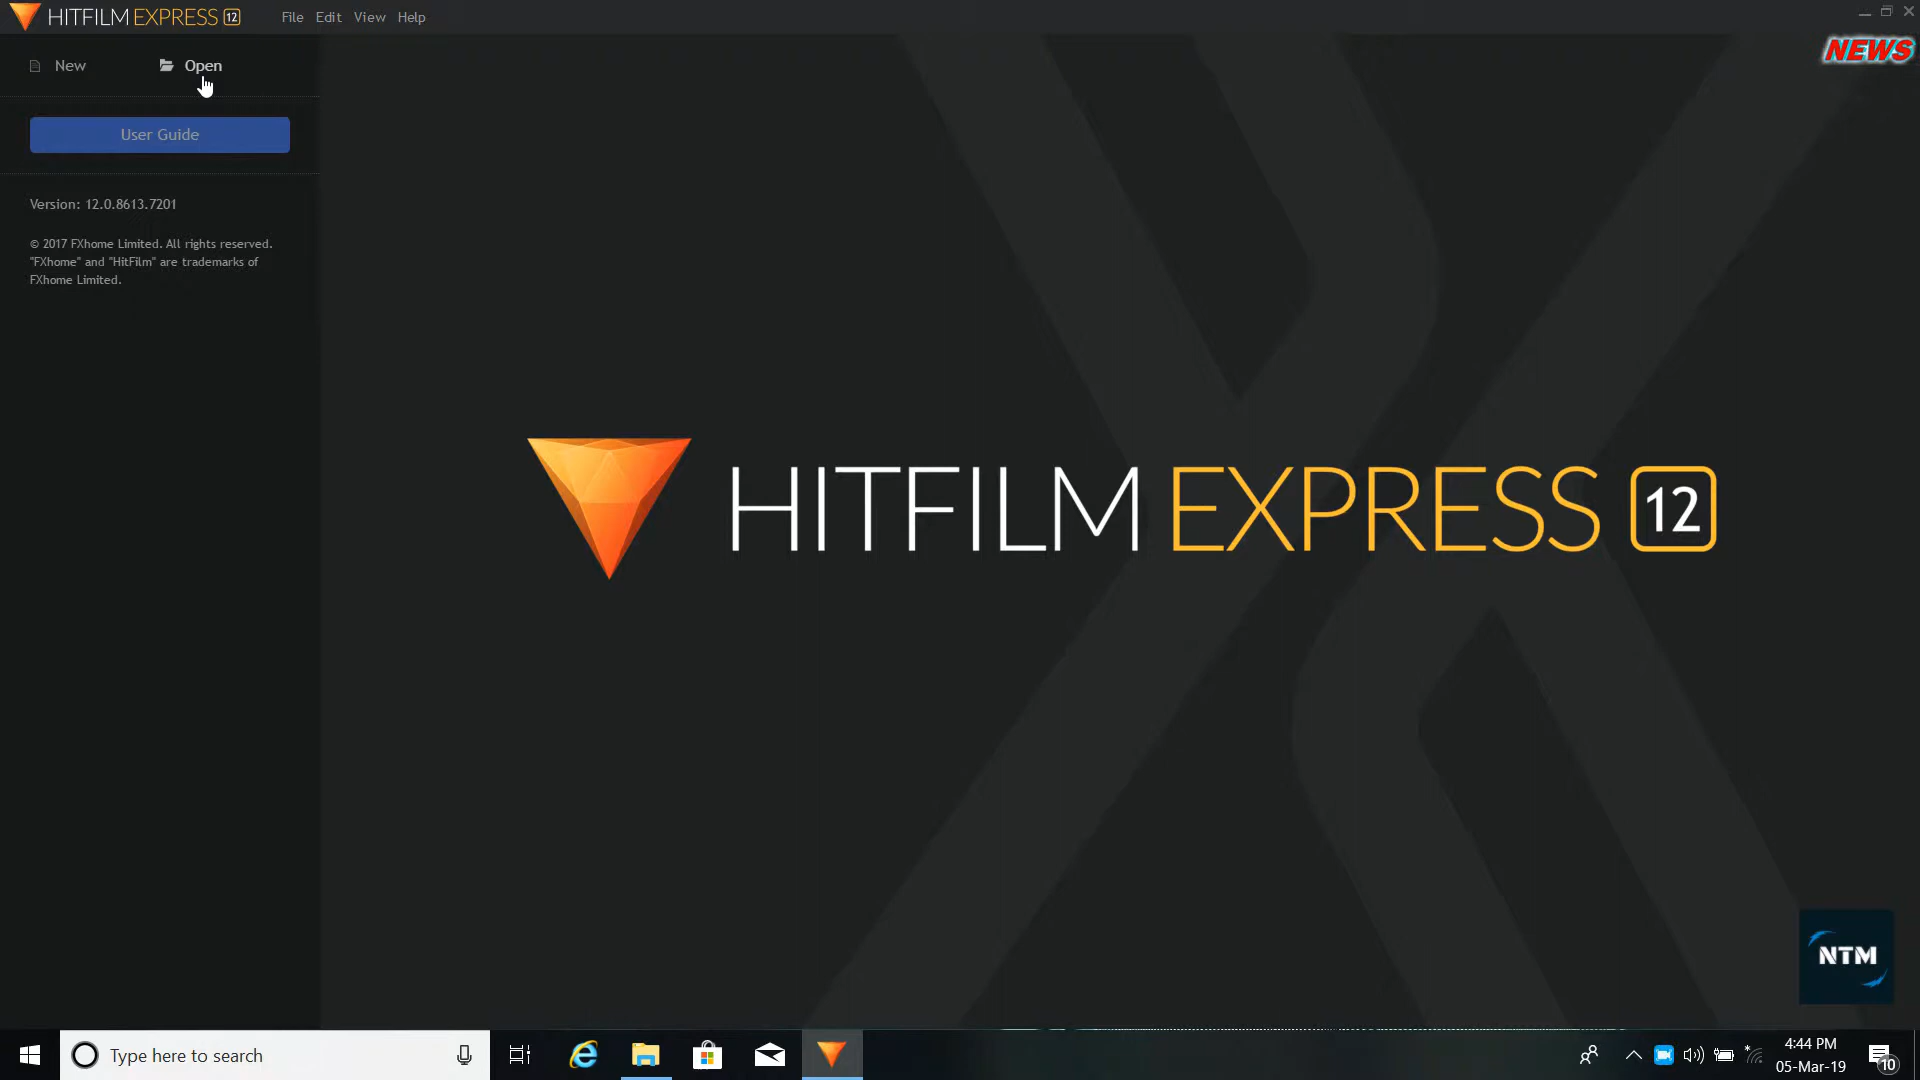 HITFILM EXPRESS 12 File Edit View Help
NEWS
New Open
User Guide
Version: 12.0.8613.7201
© 2017 FXhome Limited. All rights reserved.
"FXhome" and "HitFilm" are trademarks of
FXhome Limited.
HITFILM EXPRESS 12
NTM
Type here to search
4:44 PM
05-Mar-19
10